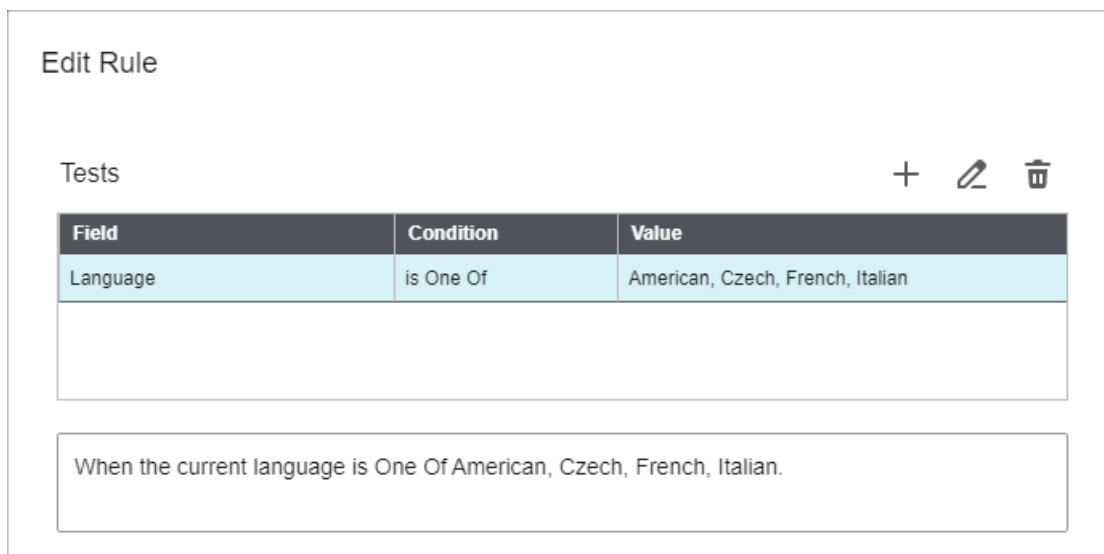 Edit Rule
Tests
Field Condition Value
Language is One Of American, Czech, French, Italian
When the current language is One Of American, Czech, French, Italian.